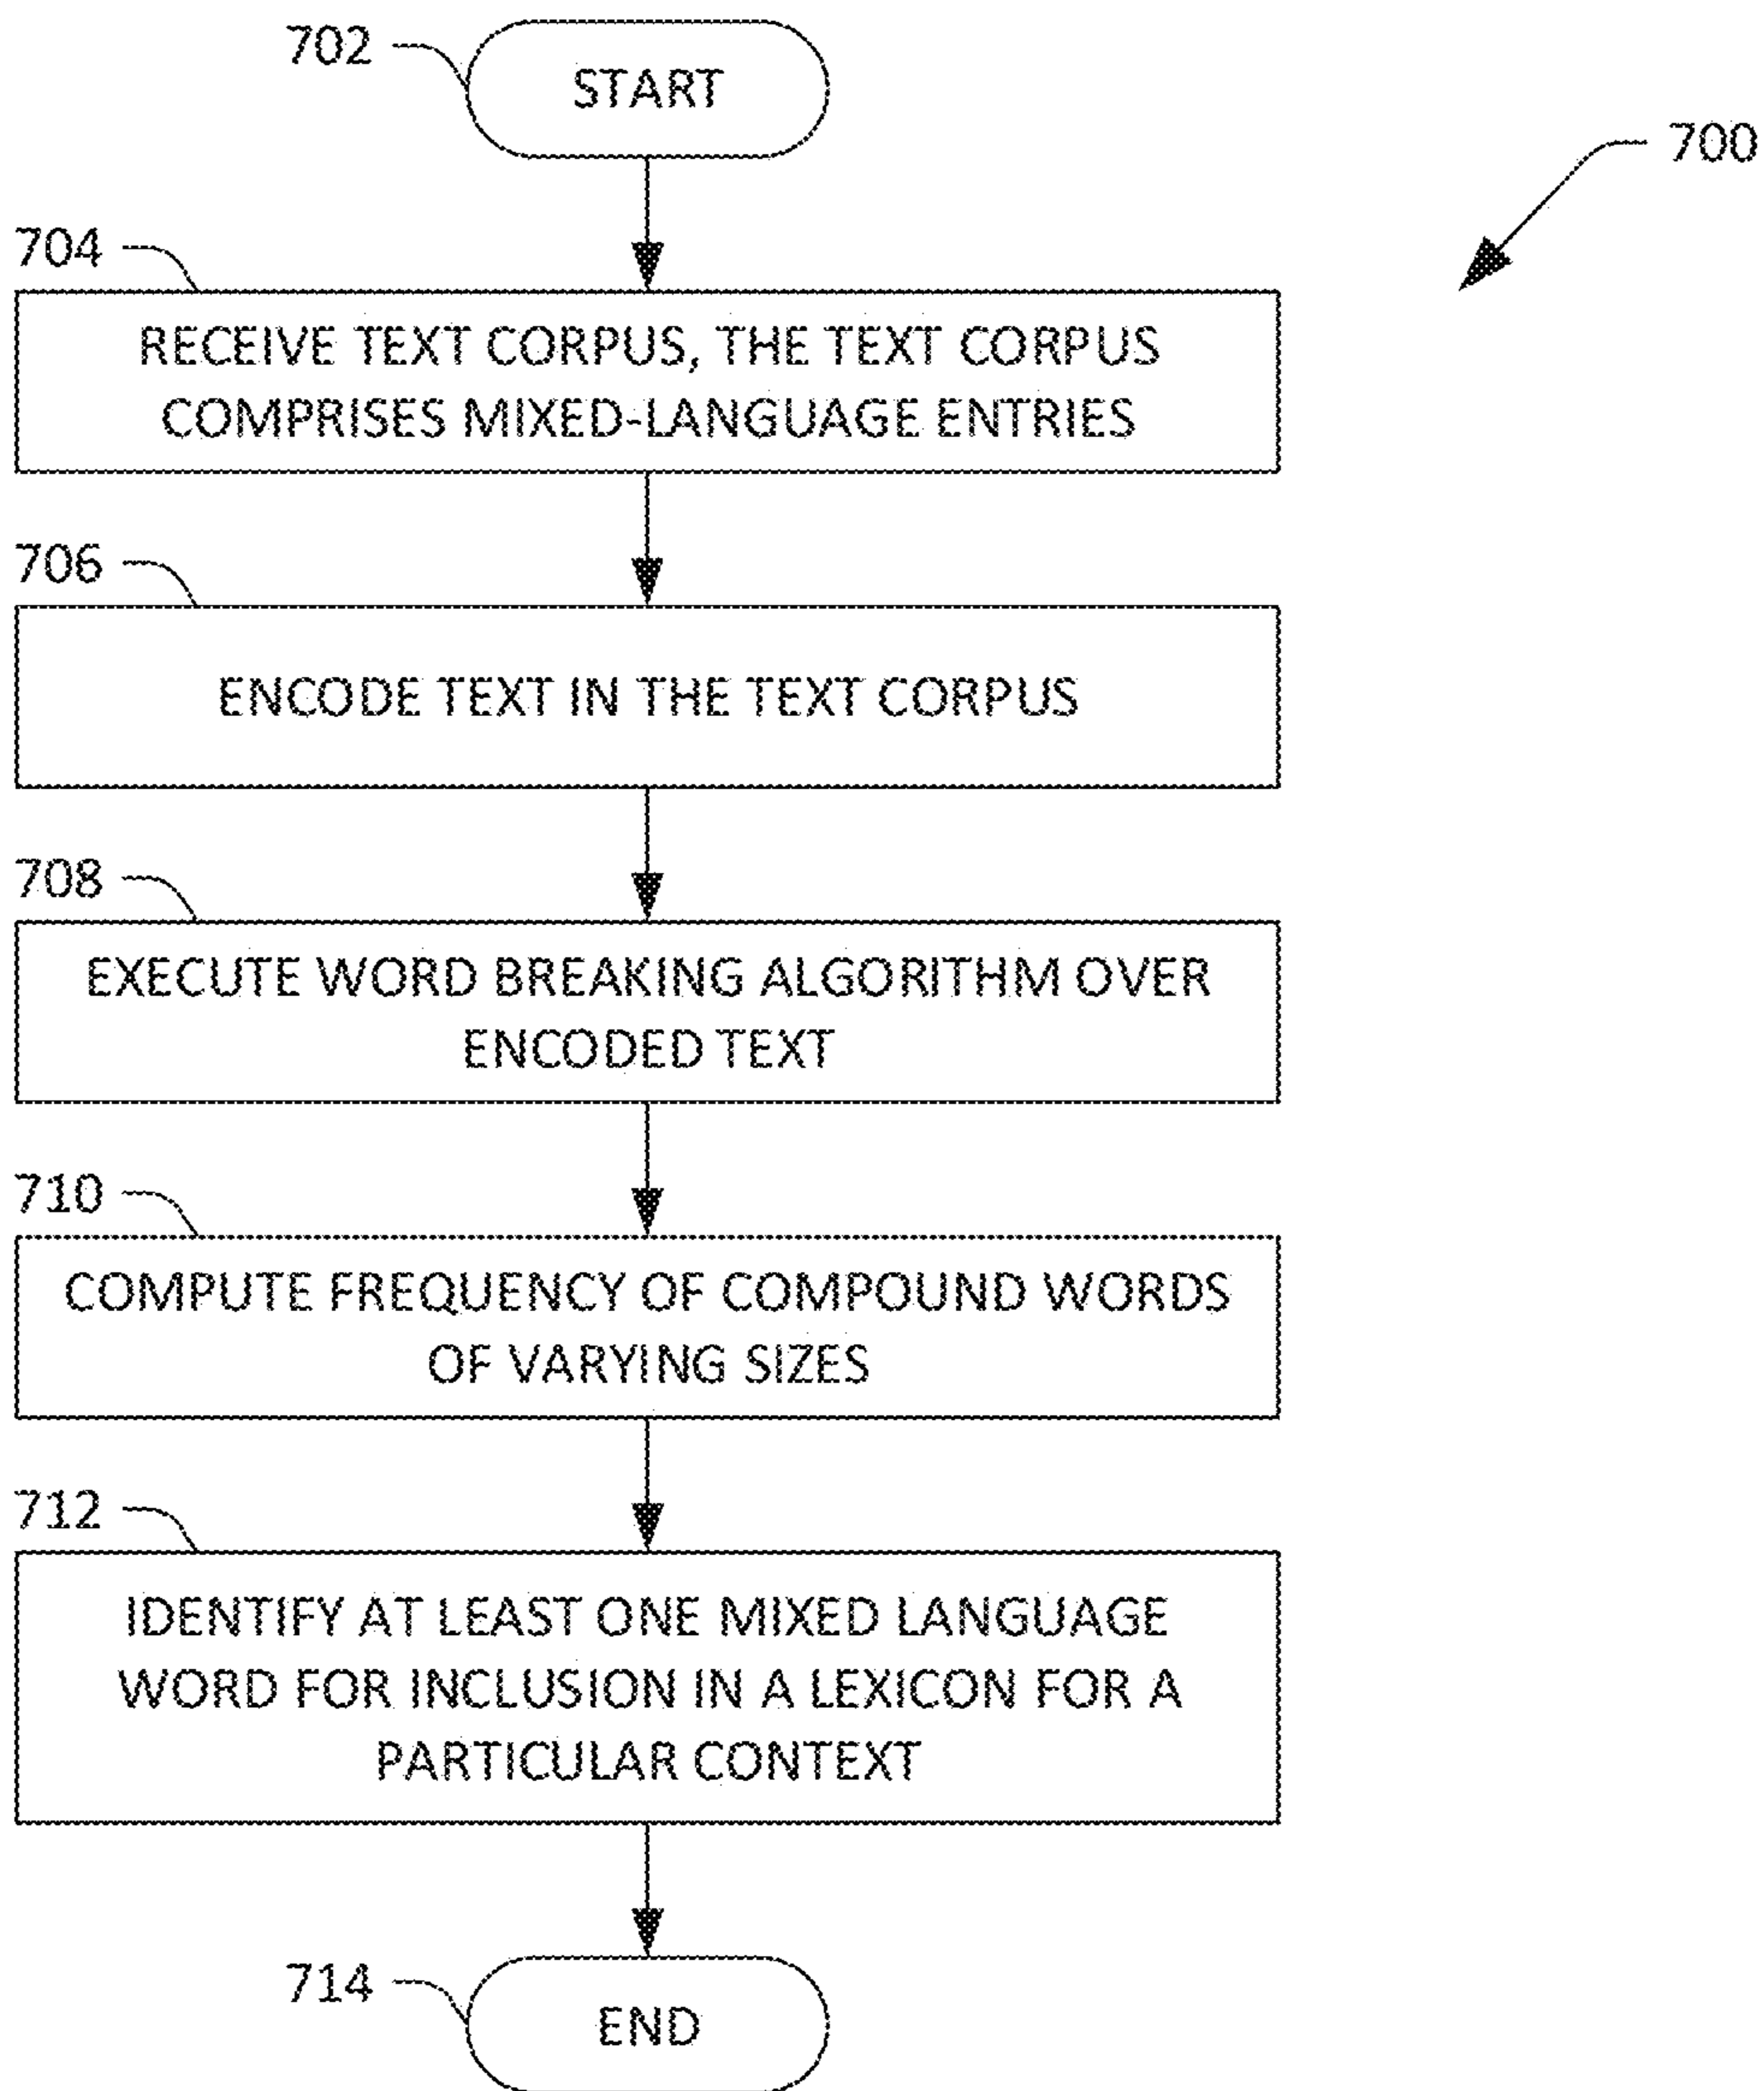 702
START
700
704
RECEIVE TEXT CORPUS, THE TEXT CORPUS
COMPRISES MIXED-LANGUAGE ENTRIES
706
ENCODE TEXT IN THE TEXT CORPUS
708
EXECUTE WORD BREAKING ALGORITHM OVER
ENCODED TEXT
710
COMPUTE FREQUENCY OF COMPOUND WORDS
OF VARYING SIZES
712
IDENTIFY AT LEAST ONE MIXED LANGUAGE
WORD FOR INCLUSION IN A LEXICON FOR A
PARTICULAR CONTEXT
714
END